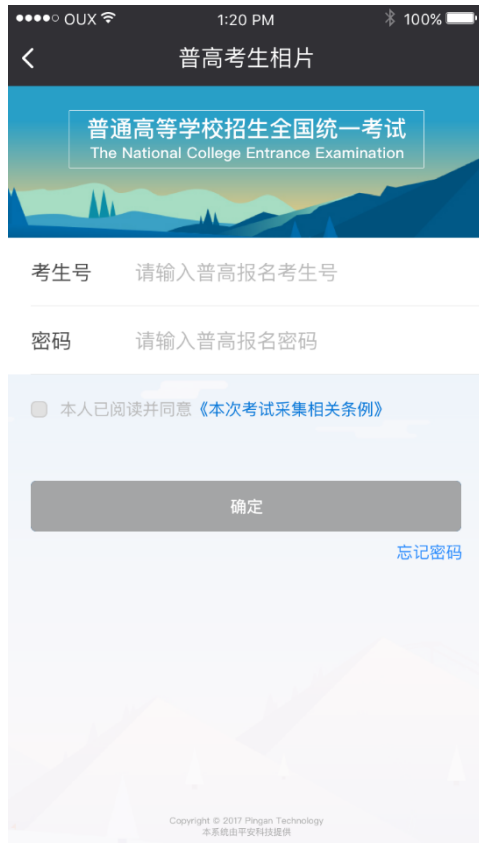 OUX 1:20 PM 100%
普高考生相片
普通高等学校招生全国统一考试
The National College Entrance Examination
考生号 请输入普高报名考生号
密码 请输入普高报名密码
本人已阅读并同意《本次考试采集相关条例》
确定
忘记密码
Copyright © 2017 Pingan Technology
本系统由平安科技提供